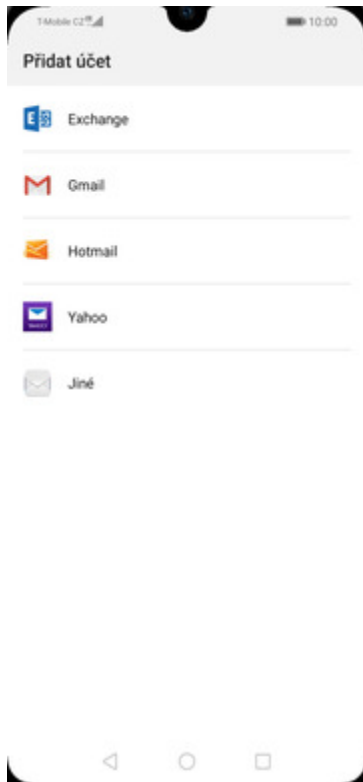 T-Mobile CZ 10:00
Přidat účet
Exchange
Gmail
Hotmail
Yahoo
Jiné